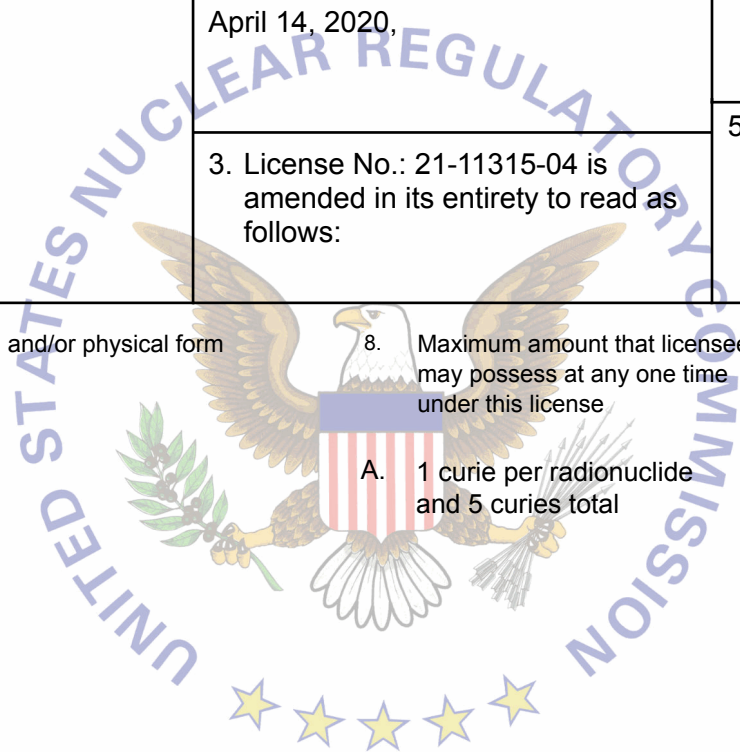 April 14, 2020,
5
3. License No.: 21-11315-04 is
amended in its entirety to read as
follows:
and/or physical form
8. Maximum amount that licensee
may possess at any one time
under this license
A. 1 curie per radionuclide
and 5 curies total
UNITED STATES NUCLEAR REGULATORY COMMISSION